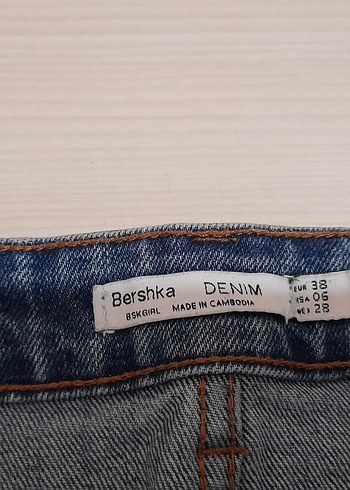 Bershka DENIM
BSKGIRL MADE IN CAMBODIA
EUR 38
USA 06
MEX 28